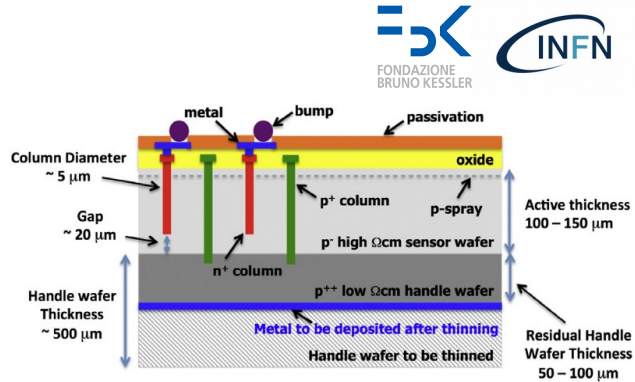 FBK
FONDAZIONE
BRUNO KESSLER
INFN
metal
bump
passivation
Column Diameter
~ 5 μm
oxide
p+ column
p-spray
Active thickness
100 – 150 μm
Gap
~ 20 μm
p- high Ωcm sensor wafer
n+ column
p++ low Ωcm handle wafer
Handle wafer
Thickness
~ 500 μm
Metal to be deposited after thinning
Handle wafer to be thinned
Residual Handle
Wafer Thickness
50 – 100 μm